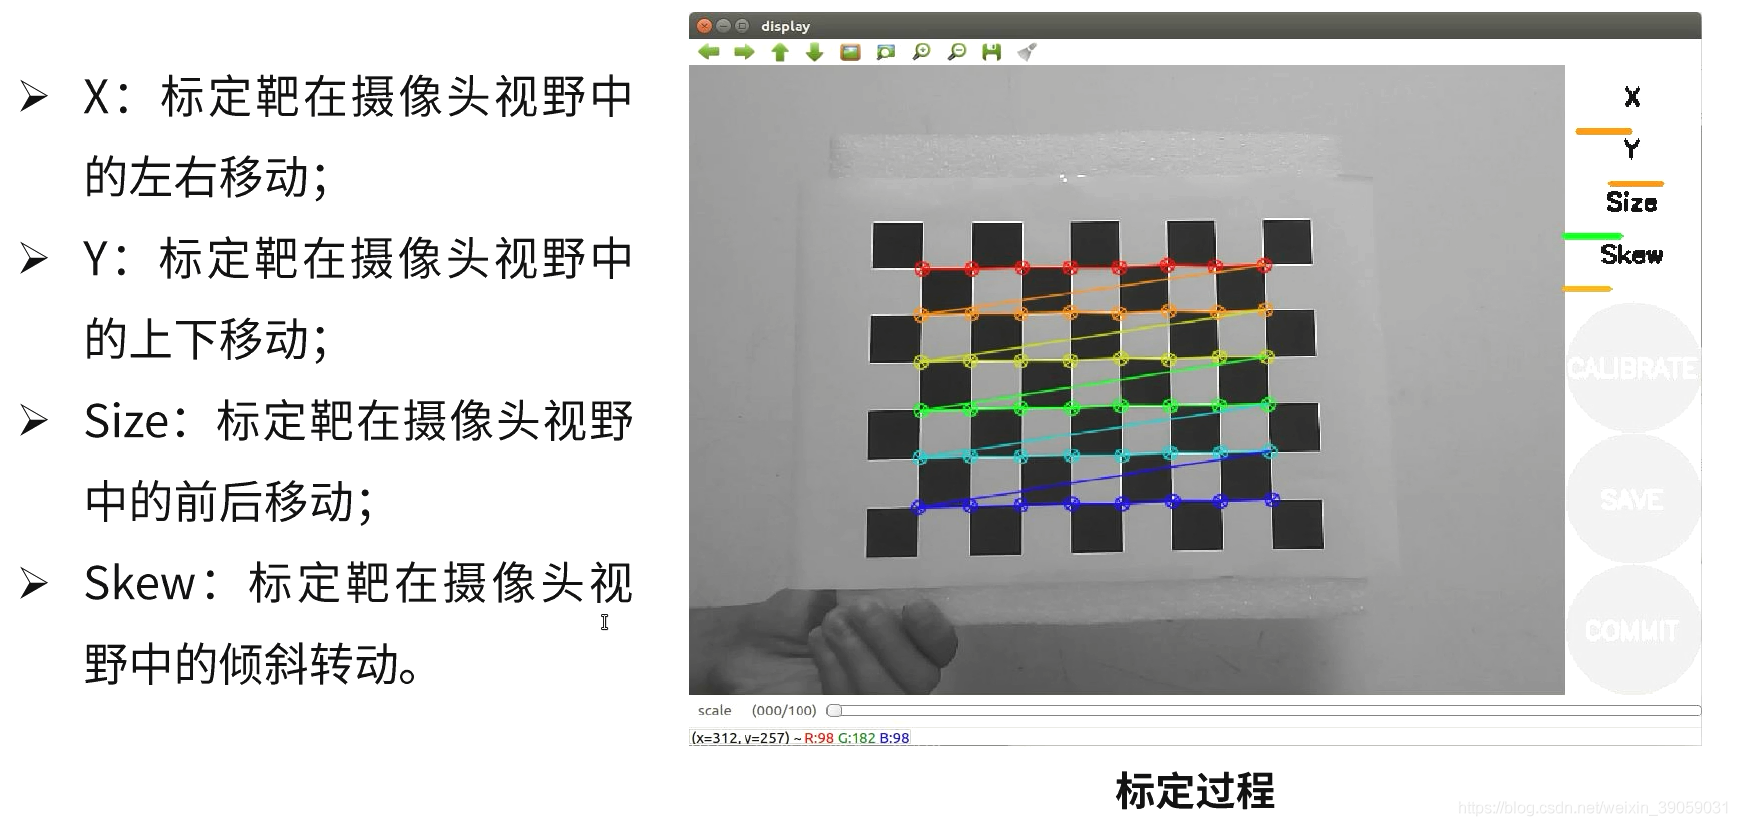 X：标定靶在摄像头视野中
的左右移动；
Y：标定靶在摄像头视野中
的上下移动；
Size：标定靶在摄像头视野
中的前后移动；
Skew：标定靶在摄像头视
野中的倾斜转动。
display
X
Y
Size
Skew
CALIBRATE
SAVE
COMMIT
scale (000/100)
(x=312, y=257) ~ R:98 G:182 B:98
标定过程
https://blog.csdn.net/weixin_39059031